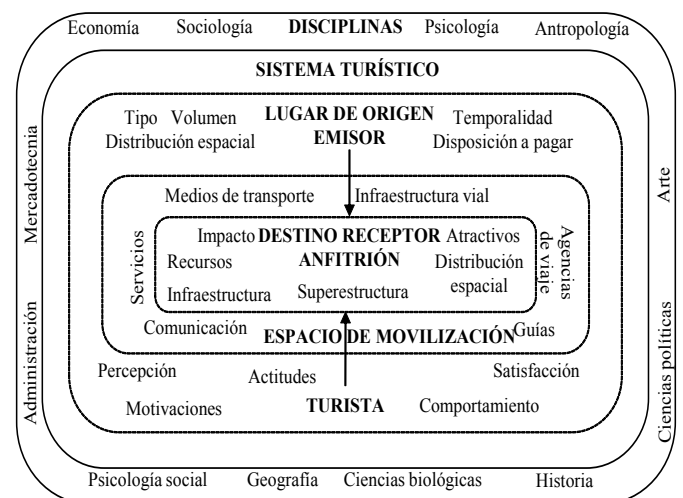 Economía Sociología DISCIPLINAS Psicología Antropología
SISTEMA TURÍSTICO
Tipo Volumen LUGAR DE ORIGEN Temporalidad
Distribución espacial EMISOR Disposición a pagar
Mercadotecnia
Arte
Medios de transporte Infraestructura vial
Servicios
Agencias
de viaje
Impacto DESTINO RECEPTOR Atractivos
Recursos ANFITRIÓN Distribución
espacial
Infraestructura Superestructura
Comunicación ESPACIO DE MOVILIZACIÓN Guías
Administración
Ciencias políticas
Percepción Actitudes Satisfacción
Motivaciones TURISTA Comportamiento
Psicología social Geografía Ciencias biológicas Historia